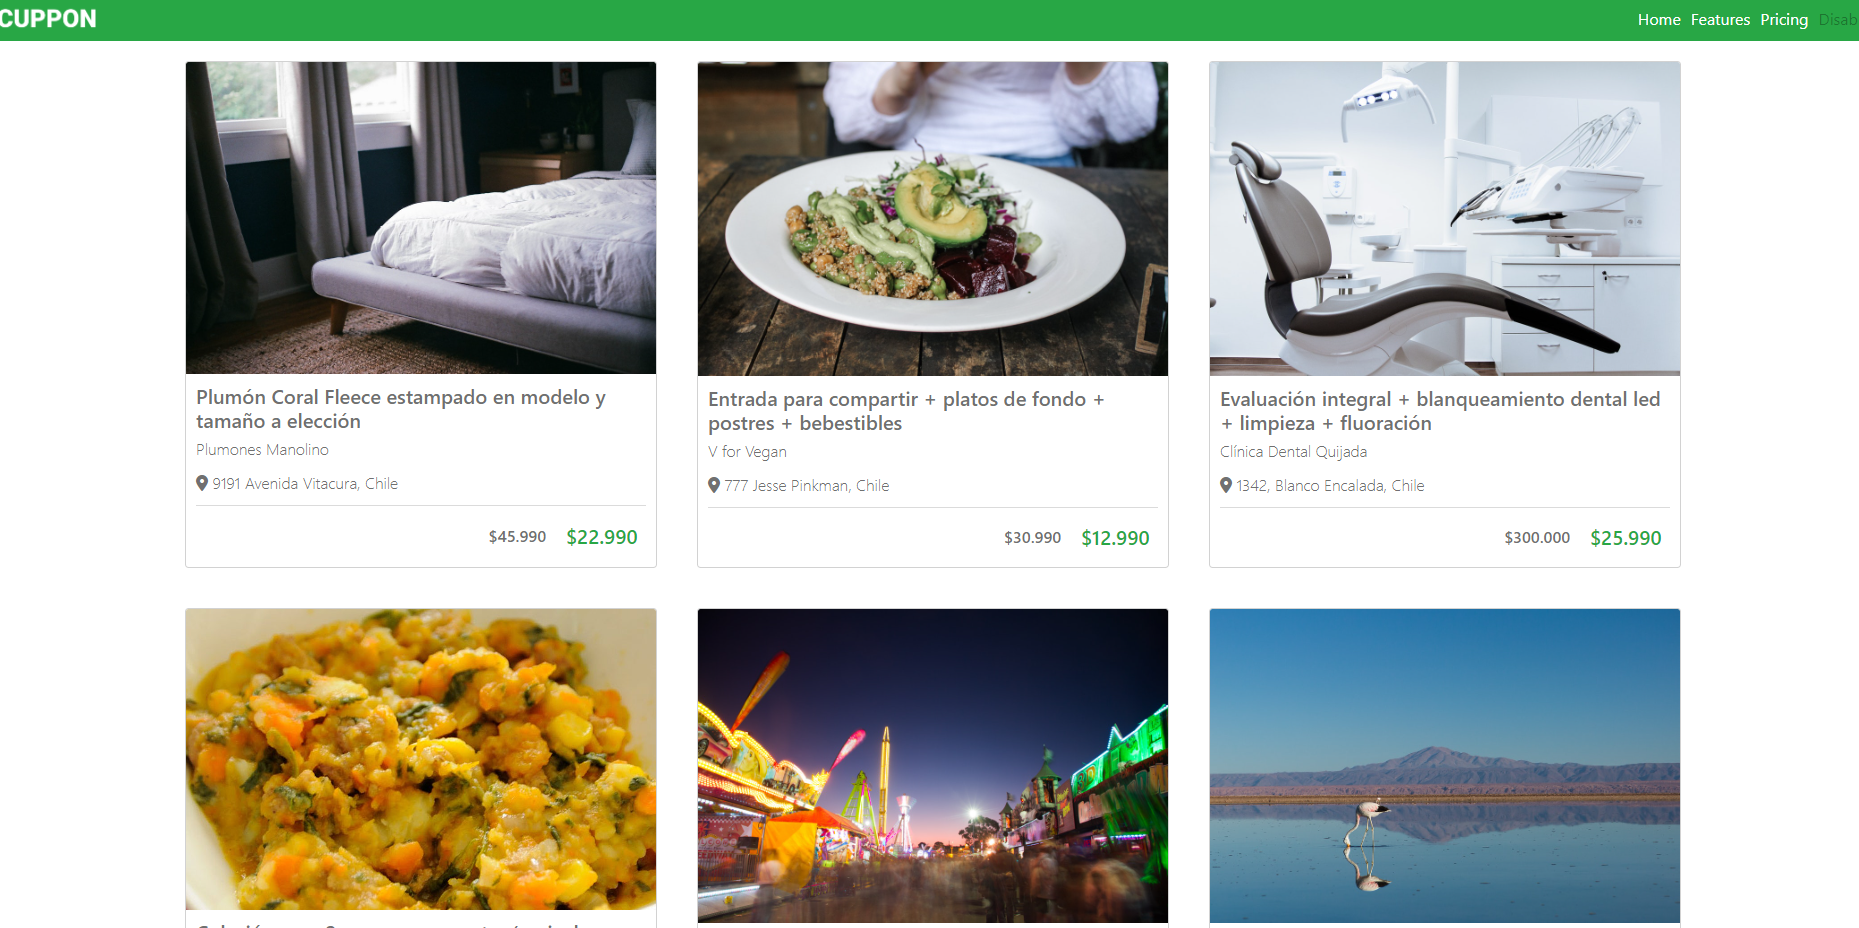 CUPPON
Home Features Pricing Disab
Plumón Coral Fleece estampado en modelo y
tamaño a elección
Plumones Manolino
9191 Avenida Vitacura, Chile
$45.990 $22.990
Entrada para compartir + platos de fondo +
postres + bebestibles
V for Vegan
777 Jesse Pinkman, Chile
$30.990 $12.990
Evaluación integral + blanqueamiento dental led
+ limpieza + fluoración
Clínica Dental Quijada
1342, Blanco Encalada, Chile
$300.000 $25.990